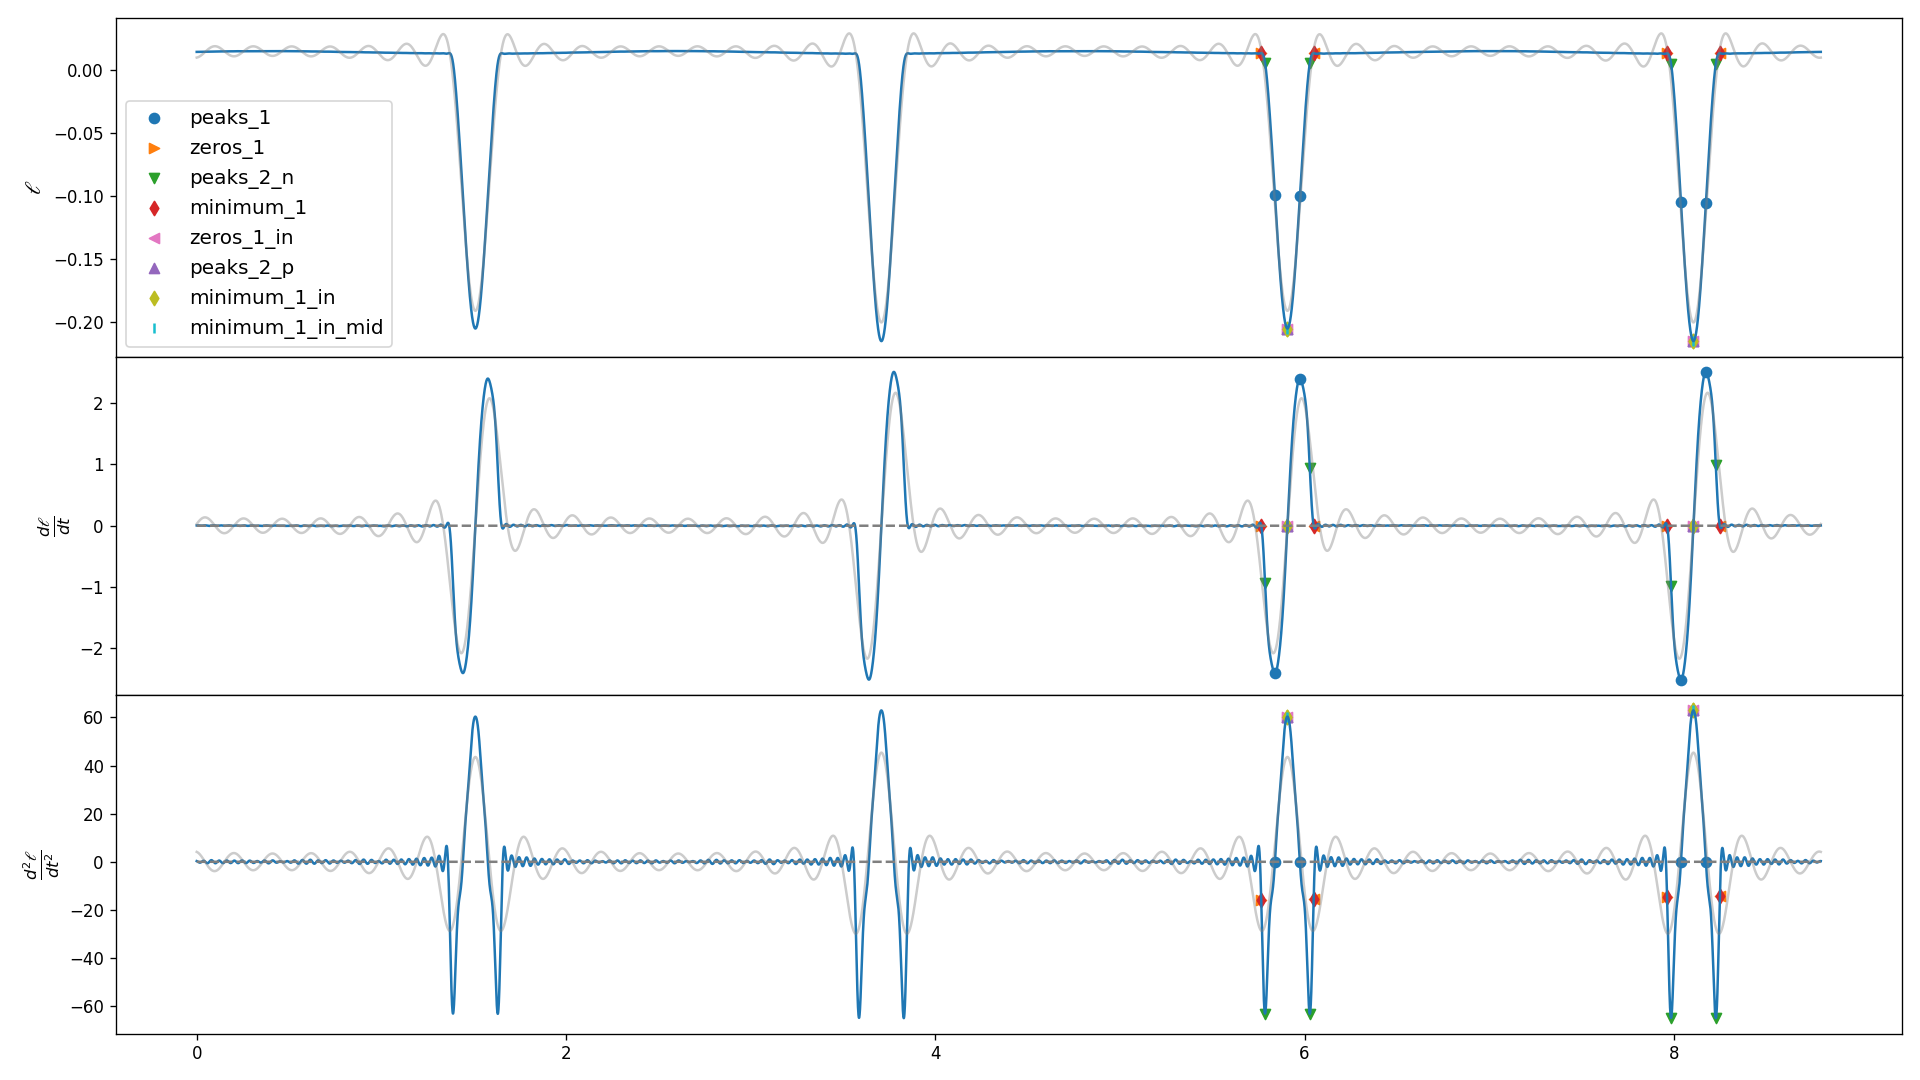 0.00
−0.05
−0.10
−0.15
−0.20
ℓ
peaks_1
zeros_1
peaks_2_n
minimum_1
zeros_1_in
peaks_2_p
minimum_1_in
minimum_1_in_mid
2
1
0
−1
−2
dℓ/dt
60
40
20
0
−20
−40
−60
d²ℓ/dt²
0 2 4 6 8